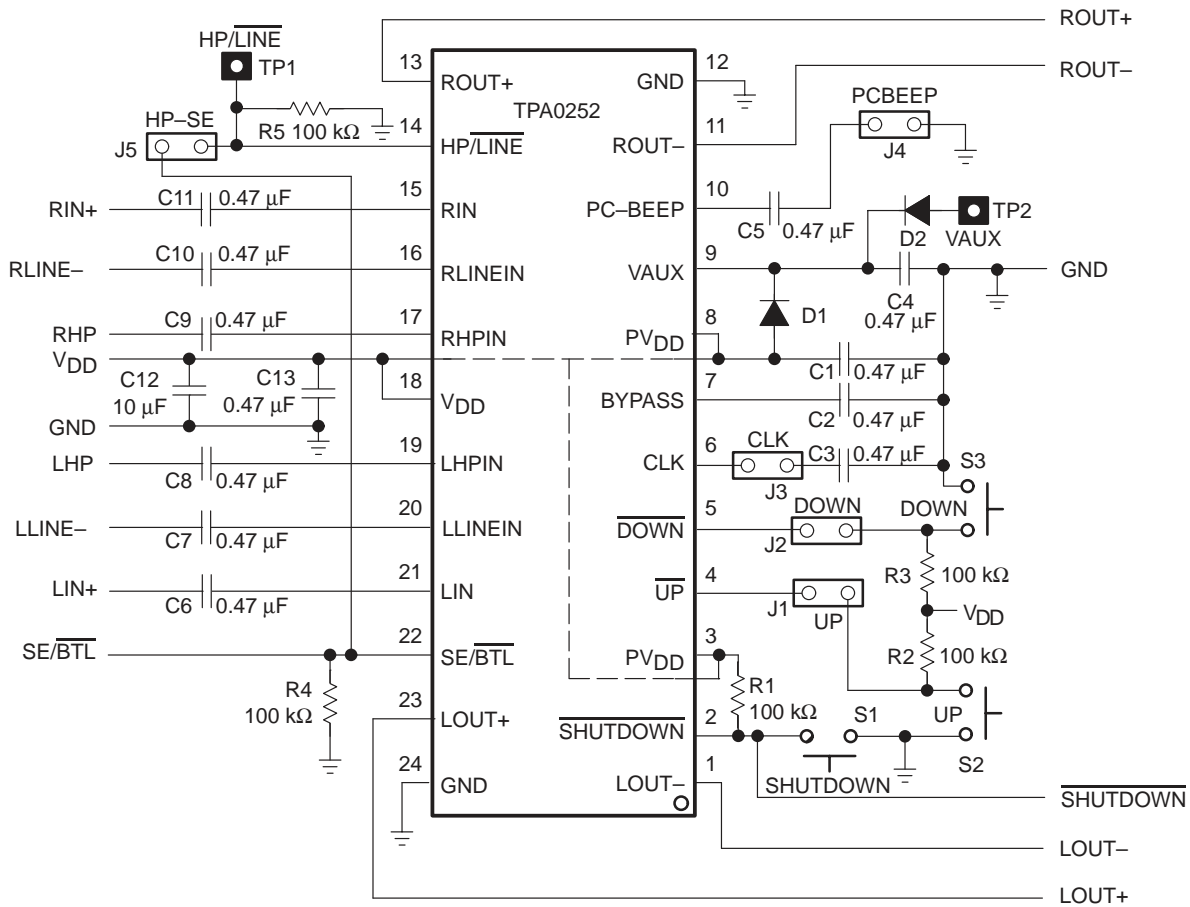 ROUT+
HP/LINE
TP1
13
ROUT+
12
GND
ROUT–
TPA0252
PCBEEP
R5 100 kΩ
HP–SE
J5
14
HP/LINE
11
ROUT–
J4
RIN+
C11
0.47 μF
15
RIN
10
PC–BEEP
C5
0.47 μF
TP2
D2
VAUX
RLINE–
C10
0.47 μF
16
RLINEIN
9
VAUX
GND
C4
0.47 μF
RHP
C9
0.47 μF
17
RHPIN
8
PVDD
D1
VDD
C12
10 μF
C13
0.47 μF
18
VDD
C1
0.47 μF
7
BYPASS
C2
0.47 μF
GND
LHP
C8
0.47 μF
19
LHPIN
6
CLK
CLK
J3
C3
0.47 μF
S3
DOWN
LLINE–
C7
0.47 μF
20
LLINEIN
5
DOWN
DOWN
J2
R3
100 kΩ
LIN+
C6
0.47 μF
21
LIN
4
UP
J1
UP
VDD
R2
100 kΩ
SE/BTL
22
SE/BTL
3
PVDD
R4
100 kΩ
R1
100 kΩ
23
LOUT+
2
SHUTDOWN
S1
UP
S2
SHUTDOWN
24
GND
1
LOUT–
SHUTDOWN
LOUT–
LOUT+